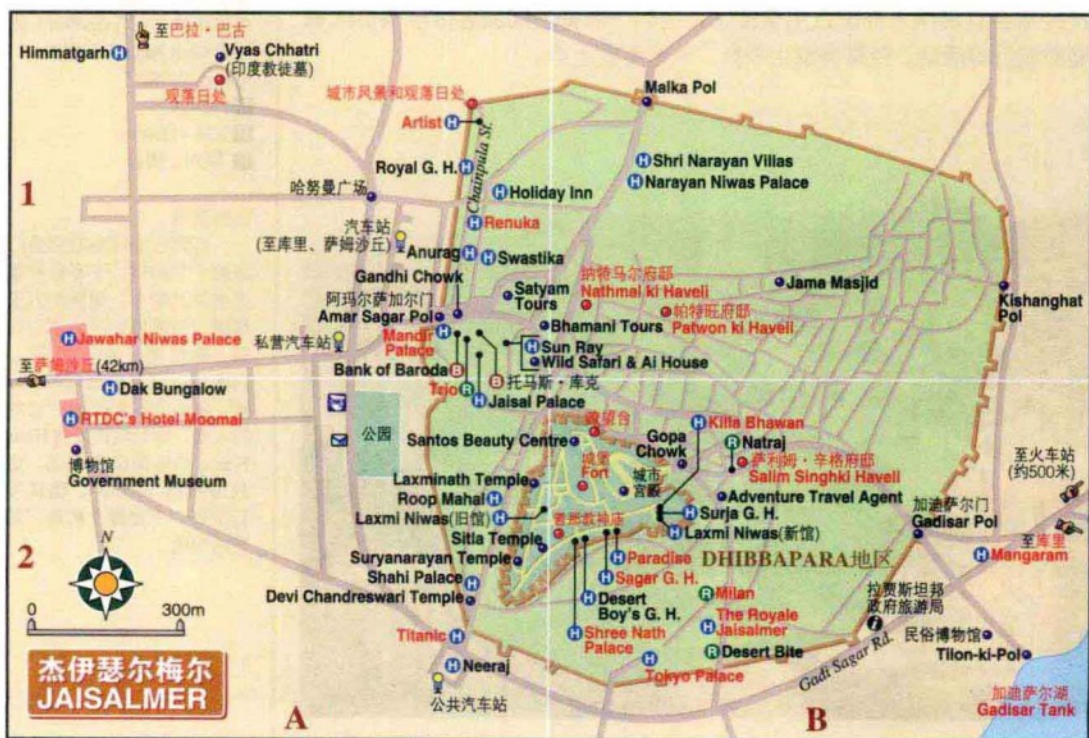 至巴拉·巴古
Himmatgarh H
Vyas Chhatri
(印度教徒墓)
观落日处
城市风景和观落日处
Malka Pol
Artist H
Chainpula St.
Royal G. H. H
H Shri Narayan Villas
H Narayan Niwas Palace
1
哈努曼广场
H Holiday Inn
汽车站
(至库里、萨姆沙丘)
H Renuka
Anurag H
H Swastika
Gandhi Chowk
Satyam
Tours
纳特马尔府邸
Nathmal ki Haveli
Jama Masjid
阿玛尔萨加尔门
Amar Sagar Pol
帕特旺府邸
Patwon ki Haveli
Kishanghat
Pol
H Jawahar Niwas Palace
私营汽车站
Mandir
Palace
H
Bhamani Tours
H Sun Ray
Wild Safari & Ai House
至萨姆沙丘(42km)
Bank of Baroda B
B 托马斯·库克
H Dak Bungalow
Trio R
H Jaisal Palace
H RTDC's Hotel Moomal
公园
Santos Beauty Centre
瞭望台
H Killa Bhawan
Gopa
Chowk
R Natraj
博物馆
Government Museum
城堡
Fort
城市
宫殿
萨利姆·辛格府邸
Salim Singhki Haveli
至火车站
(约500米)
Laxminath Temple
Roop Mahal H
Adventure Travel Agent
加迪萨尔门
Gadisar Pol
Laxmi Niwas(旧馆) H
耆那教神庙
H Surja G. H.
H Laxmi Niwas(新馆)
至库里
2
Sitla Temple
Suryanarayan Temple
H Paradise
DHIBBAPARA地区
H Mangaram
N
Shahi Palace H
H Sagar G. H.
R Milan
拉贾斯坦邦
政府旅游局
0 300m
Devi Chandreswari Temple
H Desert
Boy's G. H.
H The Royale
Jaisalmer
i
民俗博物馆
Titanic H
H Shree Nath
Palace
R Desert Bite
Gadi Sagar Rd.
Tilon-ki-Pol
杰伊瑟尔梅尔
JAISALMER
H Neeraj
H
Tokyo Palace
公共汽车站
加迪萨尔湖
Gadisar Tank
A
B